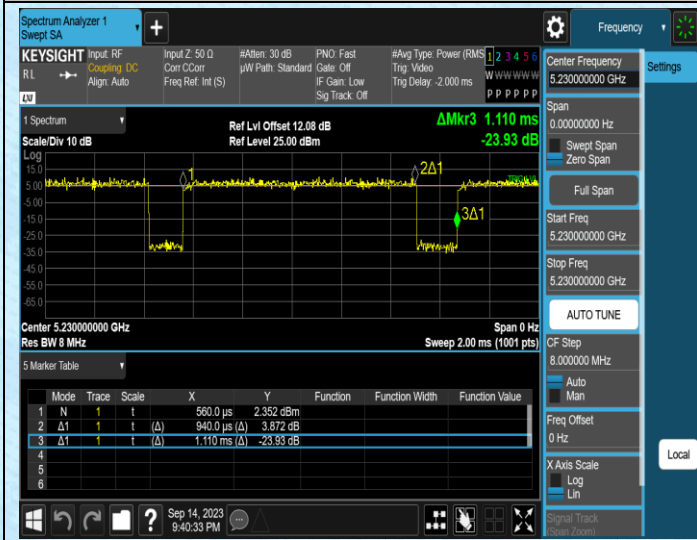 Spectrum Analyzer 1
Swept SA
Frequency
KEYSIGHT
RL
LXI
Input: RF
Coupling: DC
Align: Auto
Input Z: 50 Ω
Corr CCorr
Freq Ref: Int (S)
#Atten: 30 dB
µW Path: Standard
PNO: Fast
Gate: Off
IF Gain: Low
Sig Track: Off
#Avg Type: Power (RMS
Trig: Video
Trig Delay: -2.000 ms
1 2 3 4 5 6
W W W W W W
P P P P P P
Center Frequency
5.230000000 GHz
Settings
1 Spectrum
Scale/Div 10 dB
Ref Lvl Offset 12.08 dB
Ref Level 25.00 dBm
ΔMkr3 1.110 ms
-23.93 dB
Log
15.0
5.00
-5.00
-15.0
-25.0
-35.0
-45.0
-55.0
-65.0
1
2Δ1
3Δ1
Center 5.230000000 GHz
Res BW 8 MHz
Span 0 Hz
Sweep 2.00 ms (1001 pts)
Span
0.00000000 Hz
Swept Span
Zero Span
Full Span
Start Freq
5.230000000 GHz
Stop Freq
5.230000000 GHz
AUTO TUNE
CF Step
8.000000 MHz
Auto
Man
Freq Offset
0 Hz
X Axis Scale
Log
Lin
Signal Track
(Span Zoom)
Local
5 Marker Table
Mode Trace Scale X Y Function Function Width Function Value
1 N 1 t 560.0 µs 2.352 dBm
2 Δ1 1 t (Δ) 940.0 µs (Δ) 3.872 dB
3 Δ1 1 t (Δ) 1.110 ms (Δ) -23.93 dB
4
5
6
?
Sep 14, 2023
9:40:33 PM